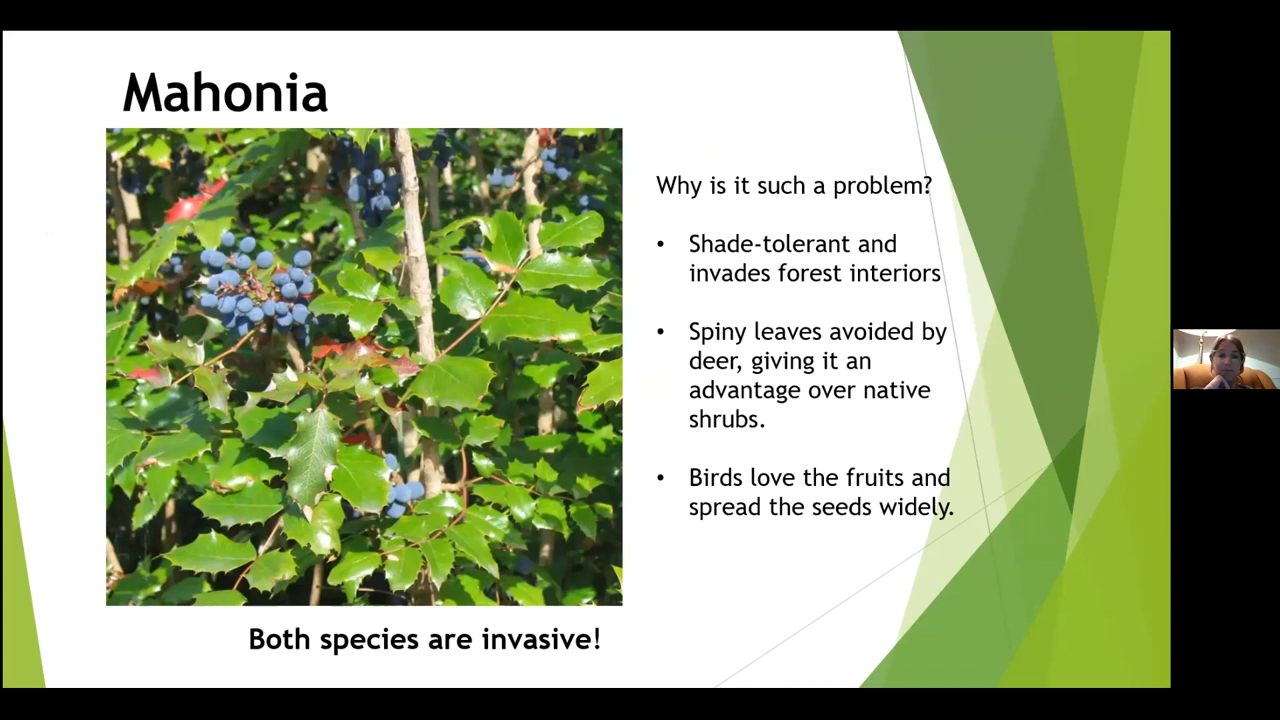 Mahonia
Why is it such a problem?
• Shade-tolerant and
invades forest interiors
• Spiny leaves avoided by
deer, giving it an
advantage over native
shrubs.
• Birds love the fruits and
spread the seeds widely.
Both species are invasive!